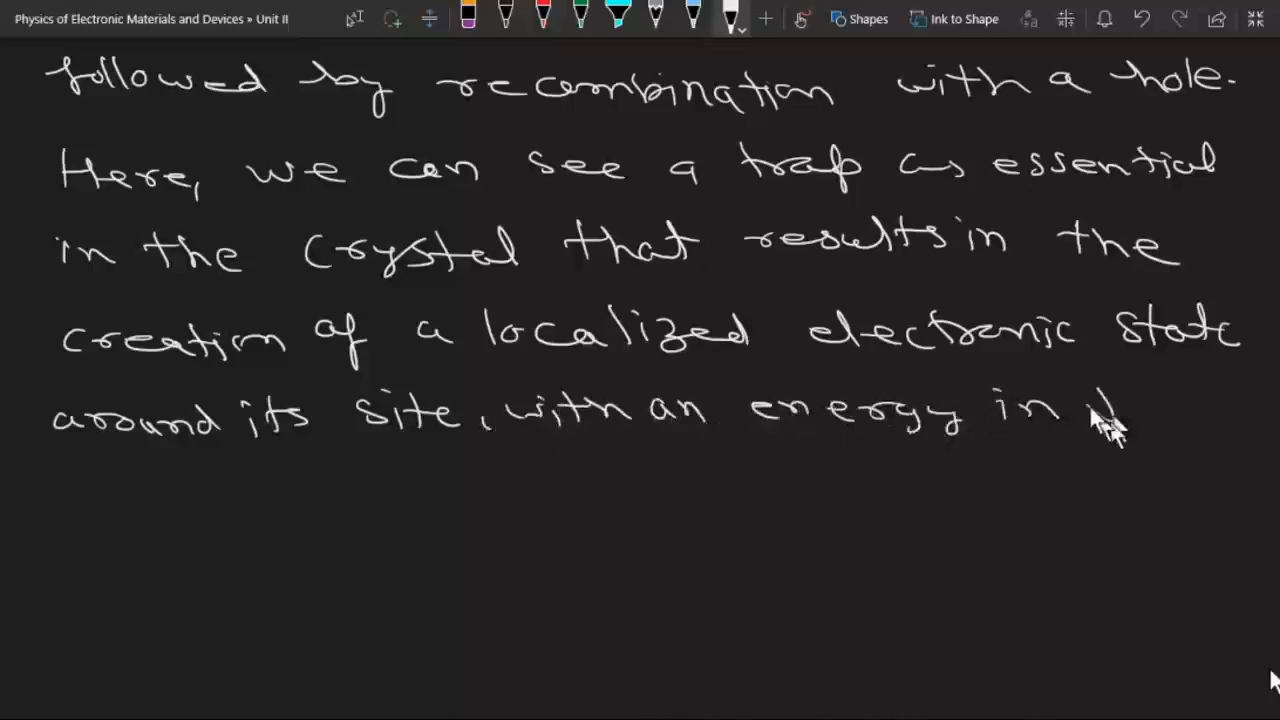 Physics of Electronic Materials and Devices » Unit II
Shapes
Ink to Shape
followed by recombination with a hole.
Here, we can see a trap as essential
in the crystal that results in the
creation of a localized electronic state
around its site, with an energy in